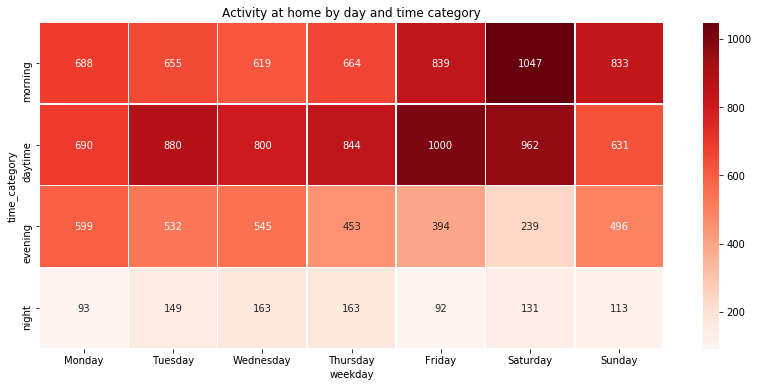 Activity at home by day and time category
time_category
morning 688 655 619 664 839 1047 833
daytime 690 880 800 844 1000 962 631
evening 599 532 545 453 394 239 496
night 93 149 163 163 92 131 113
Monday Tuesday Wednesday Thursday Friday Saturday Sunday
weekday
1000
800
600
400
200